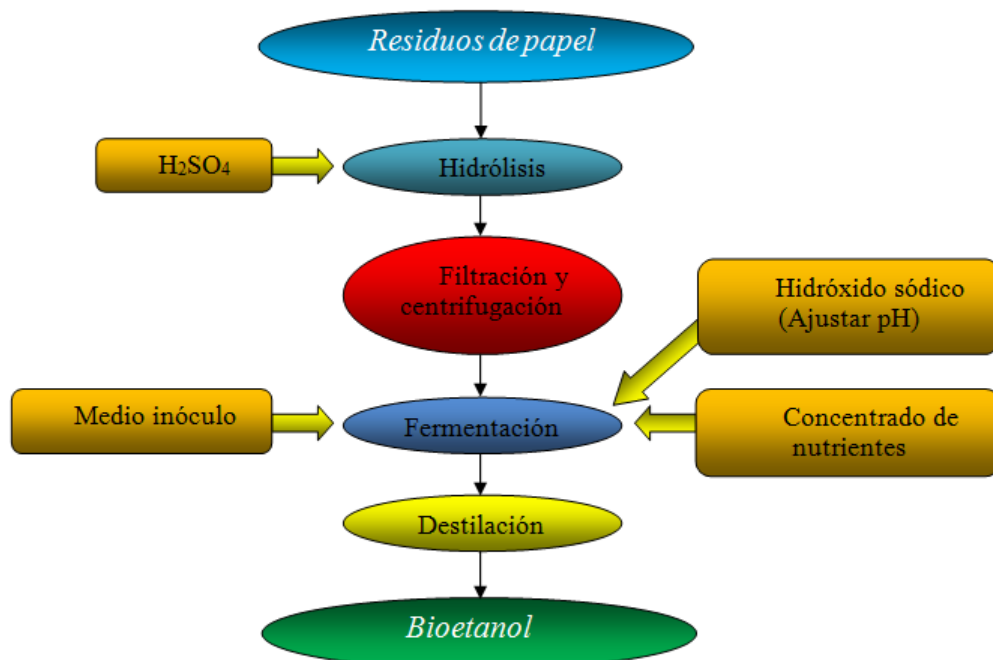 Residuos de papel
H₂SO₄
Hidrólisis
Filtración y
centrifugación
Hidróxido sódico
(Ajustar pH)
Medio inóculo
Fermentación
Concentrado de
nutrientes
Destilación
Bioetanol